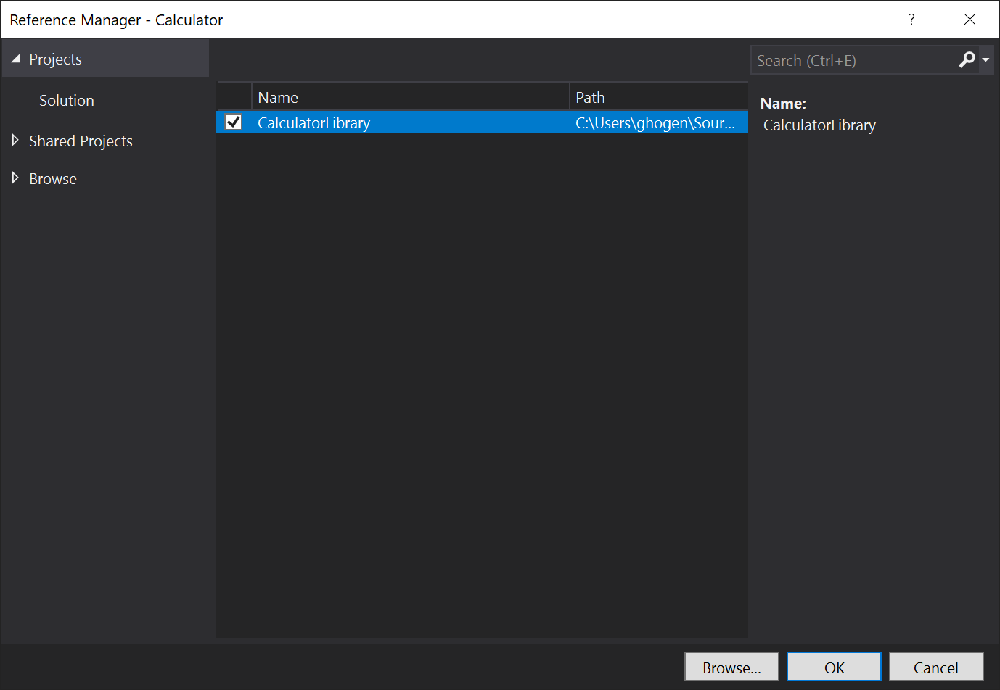 Reference Manager - Calculator
?
Projects
Search (Ctrl+E)
Solution
Shared Projects
Browse
Name Path
CalculatorLibrary C:\Users\ghogen\Sour...
Name:
CalculatorLibrary
Browse... OK Cancel